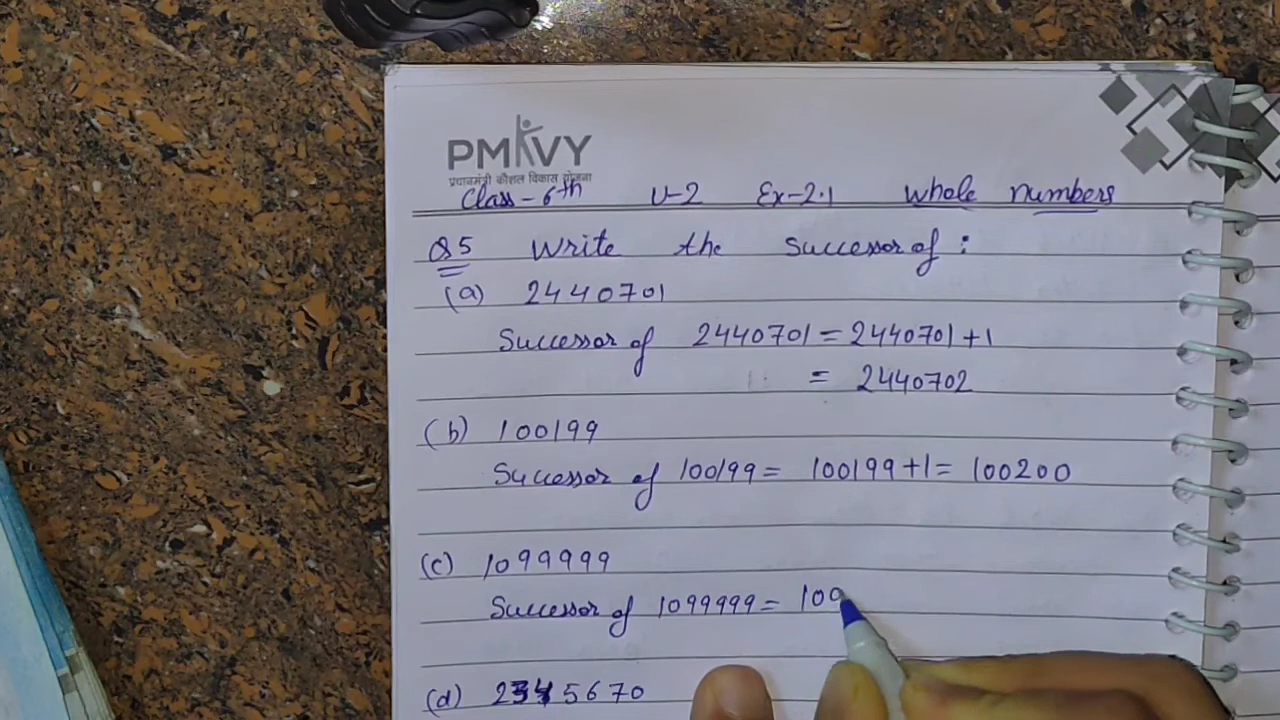 PMKVY
प्रधानमंत्री कौशल विकास योजना
Class - 6th U-2 Ex-2.1 Whole numbers
Q5 Write the Successor of :
(a) 2440701
Successor of 2440701 = 2440701 + 1
= 2440702
(b) 100199
Successor of 100199 = 100199 + 1 = 100200
(c) 1099999
Successor of 1099999 = 109
(d) 2345670